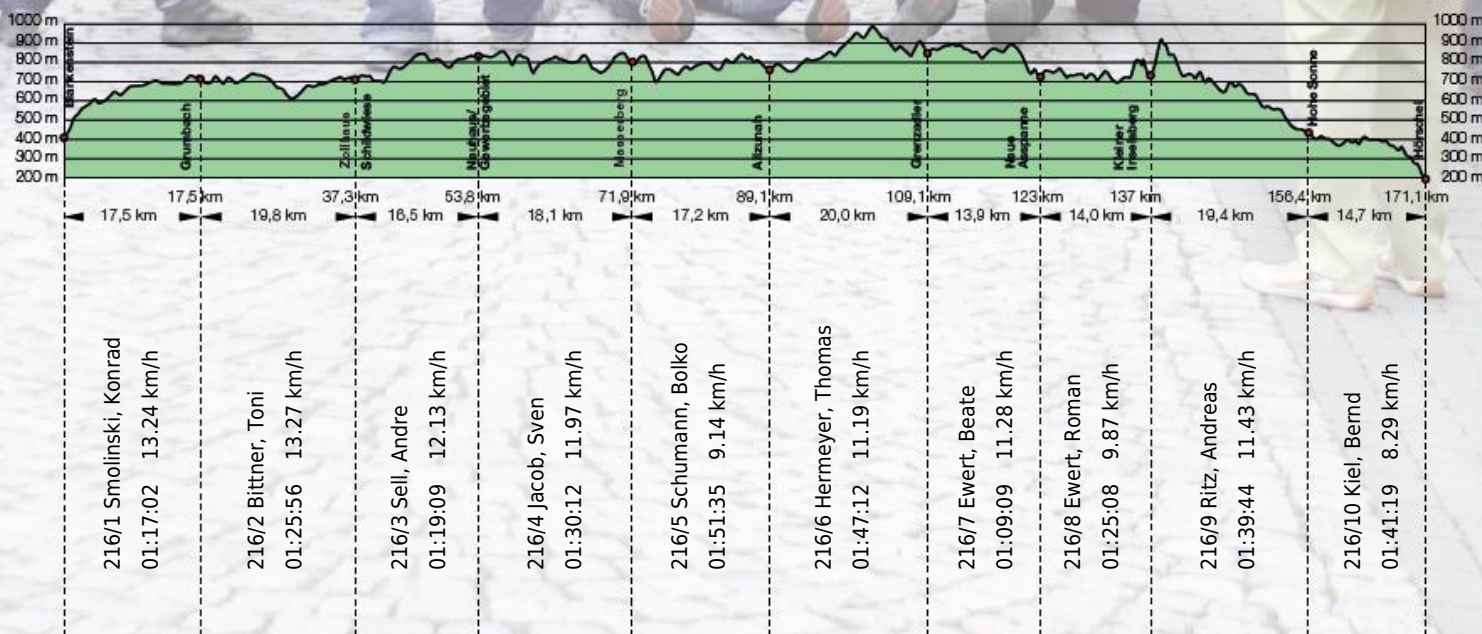 1000 m
900 m
800 m
700 m
600 m
500 m
400 m
300 m
200 m
1000 m
900 m
800 m
700 m
600 m
500 m
400 m
300 m
200 m
Blankenstein
Grumbach
Zollhaus
Schildwiese
Neuhaus/
Masserberg
Allzunah
Grenzadler
Neue
Ausspanne
Kleiner
Inselsberg
Hohe Sonne
Hörschel
17,5 km
37,3 km
53,8 km
71,9 km
89,1 km
109,1 km
123 km
137 km
156,4 km
171,1 km
17,5 km
19,8 km
16,5 km
18,1 km
17,2 km
20,0 km
13,9 km
14,0 km
19,4 km
14,7 km
216/1 Smolinski, Konrad
01:17:02 13.24 km/h
216/2 Bittner, Toni
01:25:56 13.27 km/h
216/3 Sell, Andre
01:19:09 12.13 km/h
216/4 Jacob, Sven
01:30:12 11.97 km/h
216/5 Schumann, Bolko
01:51:35 9.14 km/h
216/6 Hermeyer, Thomas
01:47:12 11.19 km/h
216/7 Ewert, Beate
01:09:09 11.28 km/h
216/8 Ewert, Roman
01:25:08 9.87 km/h
216/9 Ritz, Andreas
01:39:44 11.43 km/h
216/10 Kiel, Bernd
01:41:19 8.29 km/h